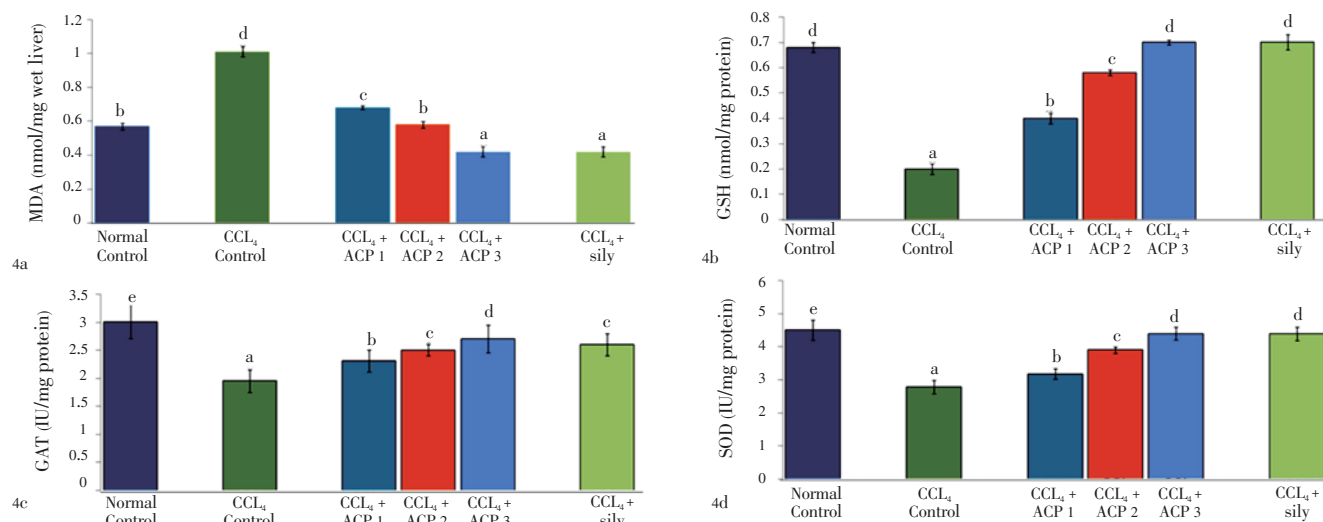 MDA (nmol/mg wet liver)
1.2
1
0.8
0.6
0.4
0.2
0
b
d
c
b
a
a
Normal
Control
CCL₄
Control
CCL₄ +
ACP 1
CCL₄ +
ACP 2
CCL₄ +
ACP 3
CCL₄ +
sily
4a
GSH (nmol/mg protein)
0.8
0.7
0.6
0.5
0.4
0.3
0.2
0.1
0
d
a
b
c
d
d
Normal
Control
CCL₄
Control
CCL₄ +
ACP 1
CCL₄ +
ACP 2
CCL₄ +
ACP 3
CCL₄ +
sily
4b
GAT (IU/mg protein)
3.5
3
2.5
2
1.5
1
0.5
0
e
a
b
c
d
c
Normal
Control
CCL₄
Control
CCL₄ +
ACP 1
CCL₄ +
ACP 2
CCL₄ +
ACP 3
CCL₄ +
sily
4c
SOD (IU/mg protein)
6
5
4
3
2
1
0
e
a
b
c
d
d
Normal
Control
CCL₄
Control
CCL₄ +
ACP 1
CCL₄ +
ACP 2
CCL₄ +
ACP 3
CCL₄ +
sily
4d